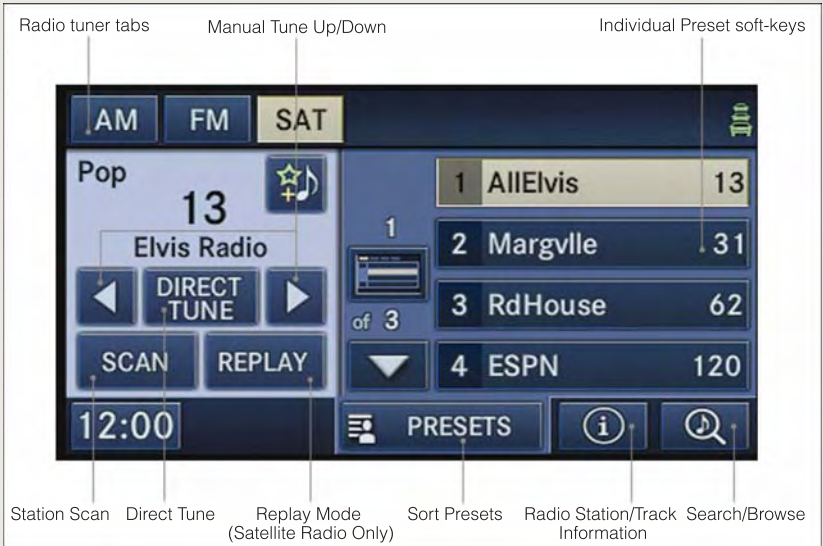 Radio tuner tabs
Manual Tune Up/Down
Individual Preset soft-keys
AM
FM
SAT
Pop
13
Elvis Radio
DIRECT
TUNE
SCAN
REPLAY
12:00
1
of 3
1 AllElvis 13
2 Margvlle 31
3 RdHouse 62
4 ESPN 120
PRESETS
i
Station Scan
Direct Tune
Replay Mode
(Satellite Radio Only)
Sort Presets
Radio Station/Track
Information
Search/Browse